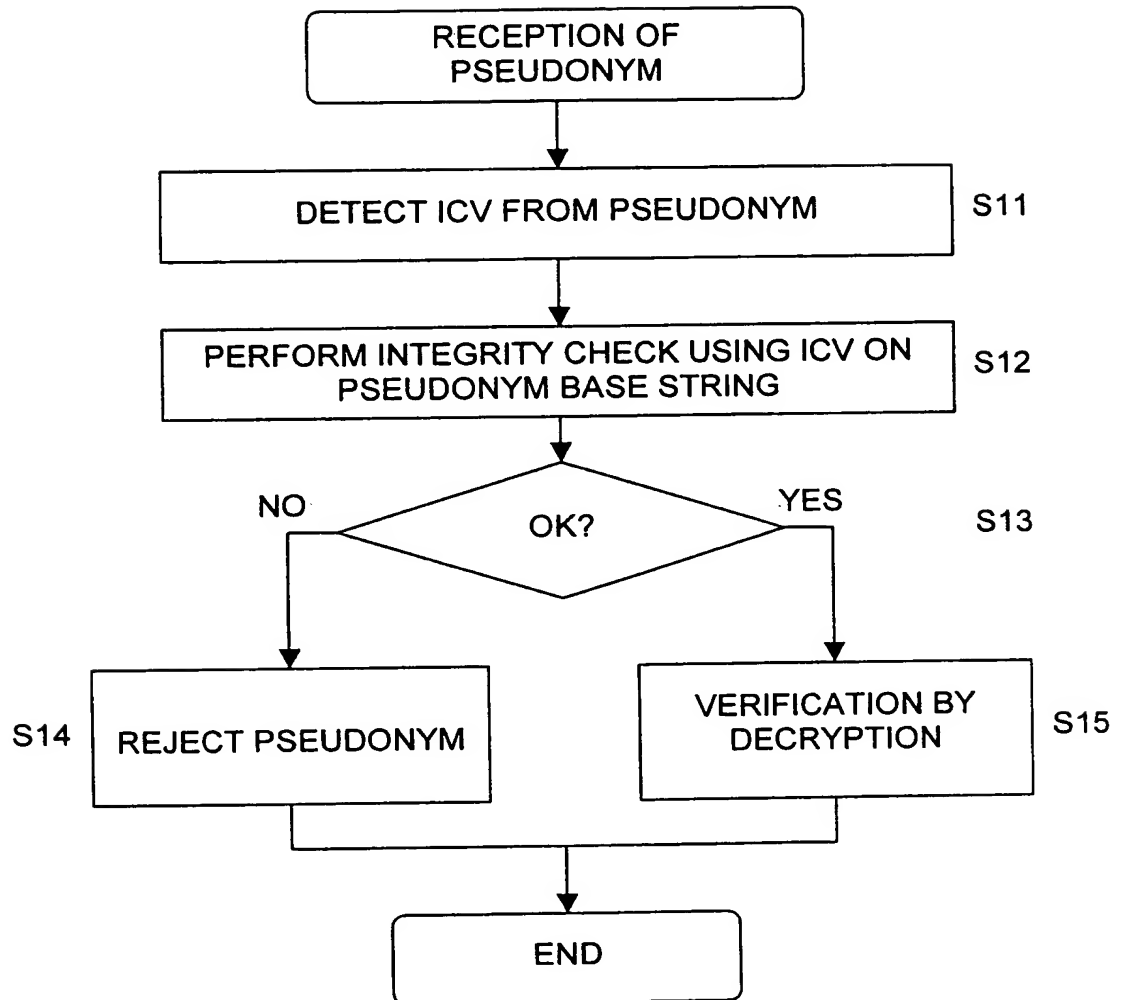 RECEPTION OF
PSEUDONYM
DETECT ICV FROM PSEUDONYM
S11
PERFORM INTEGRITY CHECK USING ICV ON
PSEUDONYM BASE STRING
S12
NO
OK?
YES
S13
S14
REJECT PSEUDONYM
VERIFICATION BY
DECRYPTION
S15
END